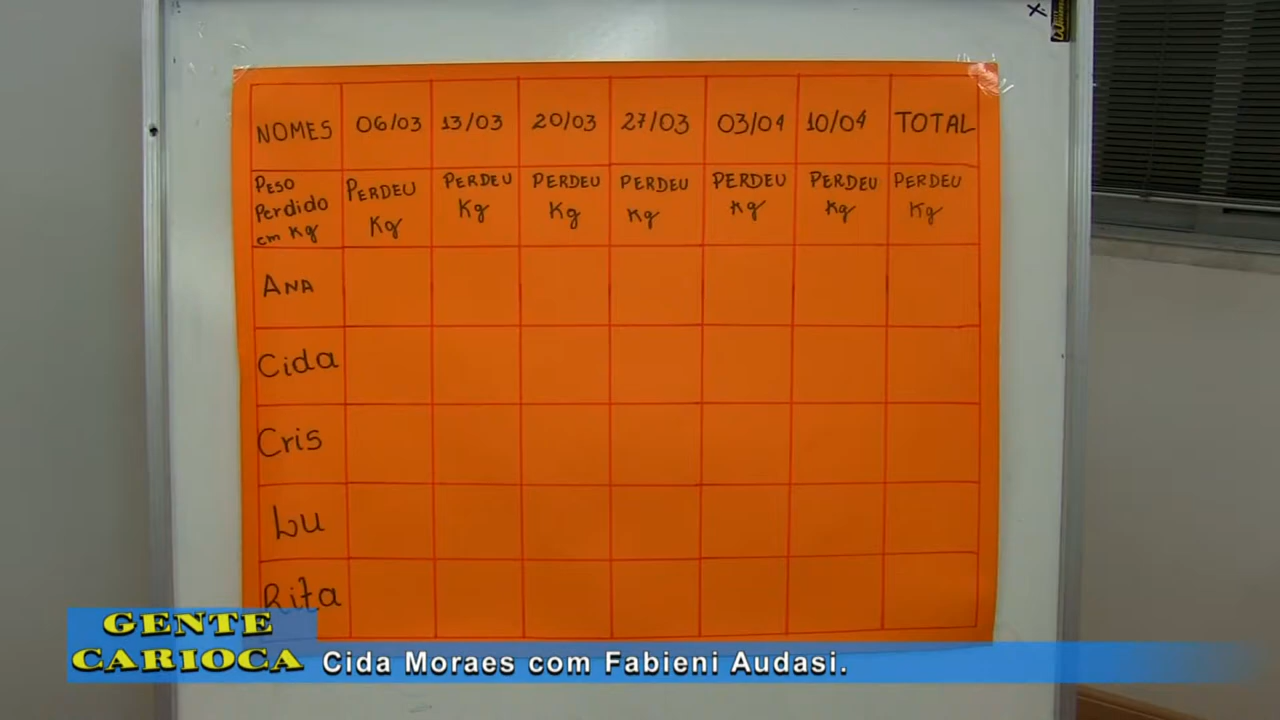 NOMES 06/03 13/03 20/03 27/03 03/04 10/04 TOTAL
Peso Perdido em Kg PERDEU Kg PERDEU Kg PERDEU Kg PERDEU Kg PERDEU Kg PERDEU Kg PERDEU Kg
ANA
Cida
Cris
Lu
Rita
GENTE
CARIOCA
Cida Moraes com Fabieni Audasi.